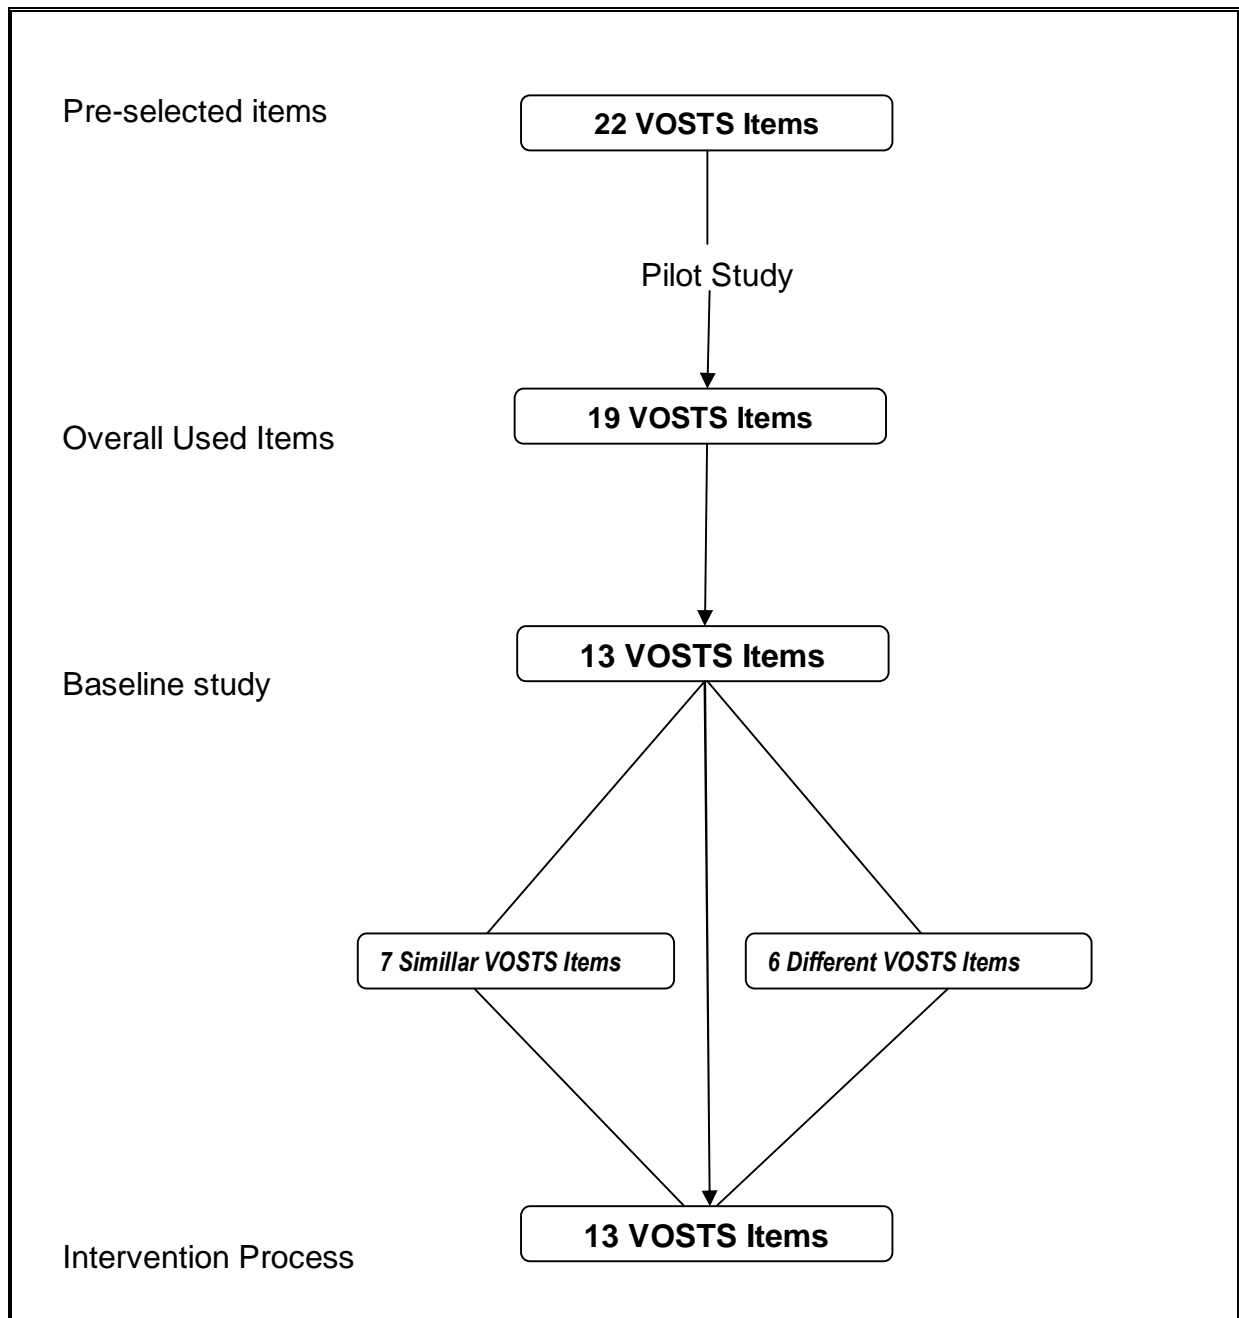 Pre-selected items
22 VOSTS Items
Pilot Study
19 VOSTS Items
Overall Used Items
13 VOSTS Items
Baseline study
7 Simillar VOSTS Items
6 Different VOSTS Items
13 VOSTS Items
Intervention Process